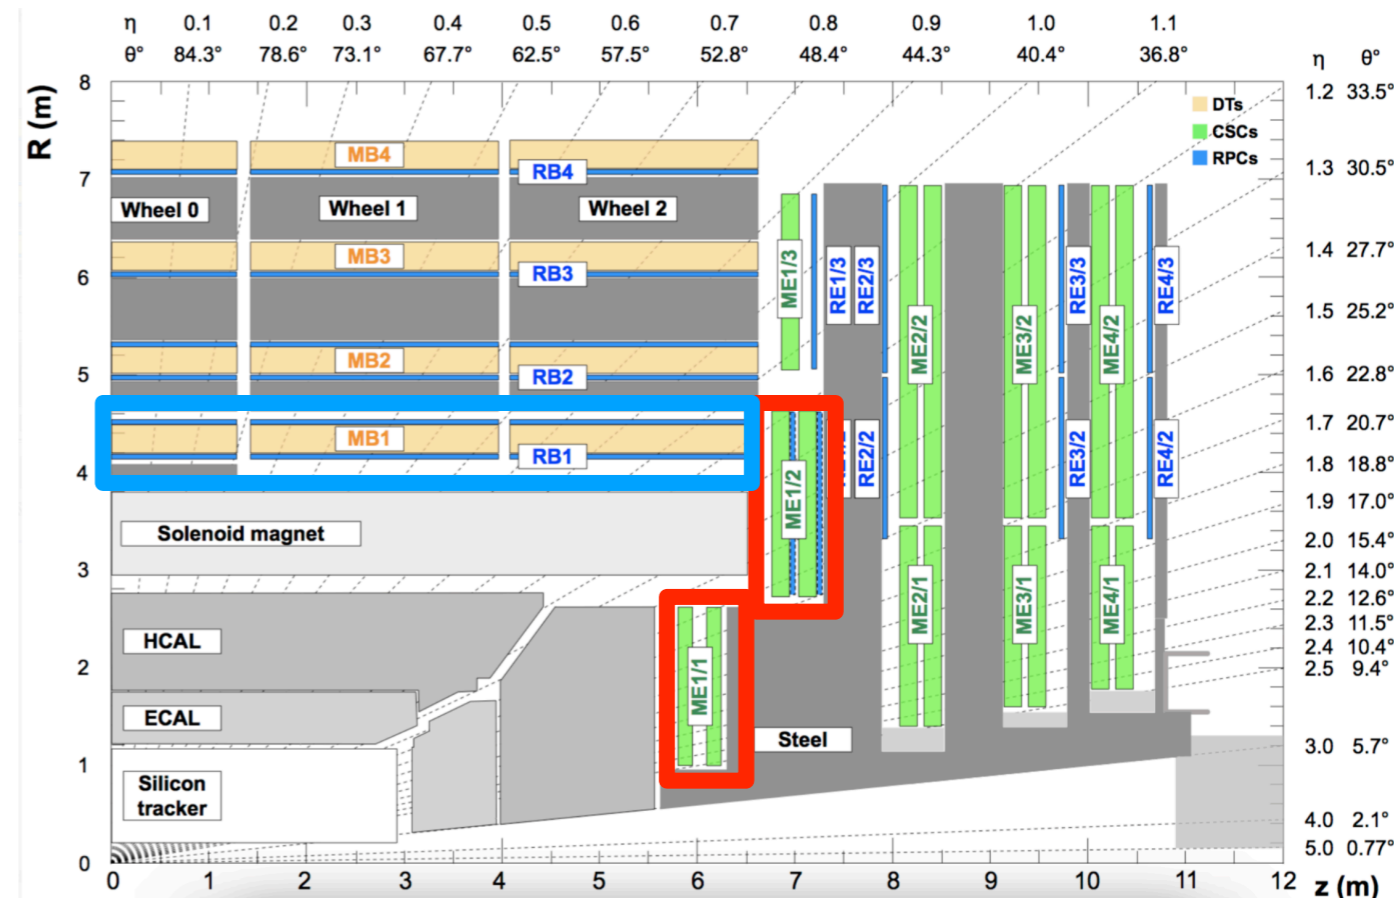 η 0.1 0.2 0.3 0.4 0.5 0.6 0.7 0.8 0.9 1.0 1.1
θ° 84.3° 78.6° 73.1° 67.7° 62.5° 57.5° 52.8° 48.4° 44.3° 40.4° 36.8°
η θ°
R (m)
8
7
6
5
4
3
2
1
0
1.2 33.5°
1.3 30.5°
1.4 27.7°
1.5 25.2°
1.6 22.8°
1.7 20.7°
1.8 18.8°
1.9 17.0°
2.0 15.4°
2.1 14.0°
2.2 12.6°
2.3 11.5°
2.4 10.4°
2.5 9.4°
3.0 5.7°
4.0 2.1°
5.0 0.77°
DTs
CSCs
RPCs
MB4
RB4
Wheel 0
Wheel 1
Wheel 2
MB3
RB3
MB2
RB2
MB1
RB1
ME1/3
RE1/3
RE2/3
ME2/2
ME3/2
RE3/3
ME4/2
RE4/3
ME1/2
RE2/2
RE3/2
RE4/2
Solenoid magnet
HCAL
ECAL
Silicon
tracker
ME1/1
ME2/1
ME3/1
ME4/1
Steel
0 1 2 3 4 5 6 7 8 9 10 11 12
z (m)